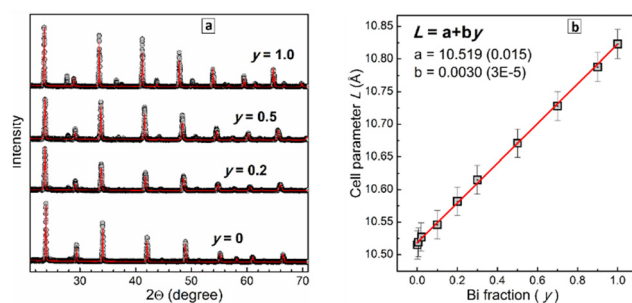 a
y = 1.0
y = 0.5
y = 0.2
y = 0
Intensity
30 40 50 60 70
2Θ (degree)
b
L = a+by
a = 10.519 (0.015)
b = 0.0030 (3E-5)
10.85
10.80
10.75
10.70
10.65
10.60
10.55
10.50
Cell parameter L (Å)
0.0 0.2 0.4 0.6 0.8 1.0
Bi fraction ( y )